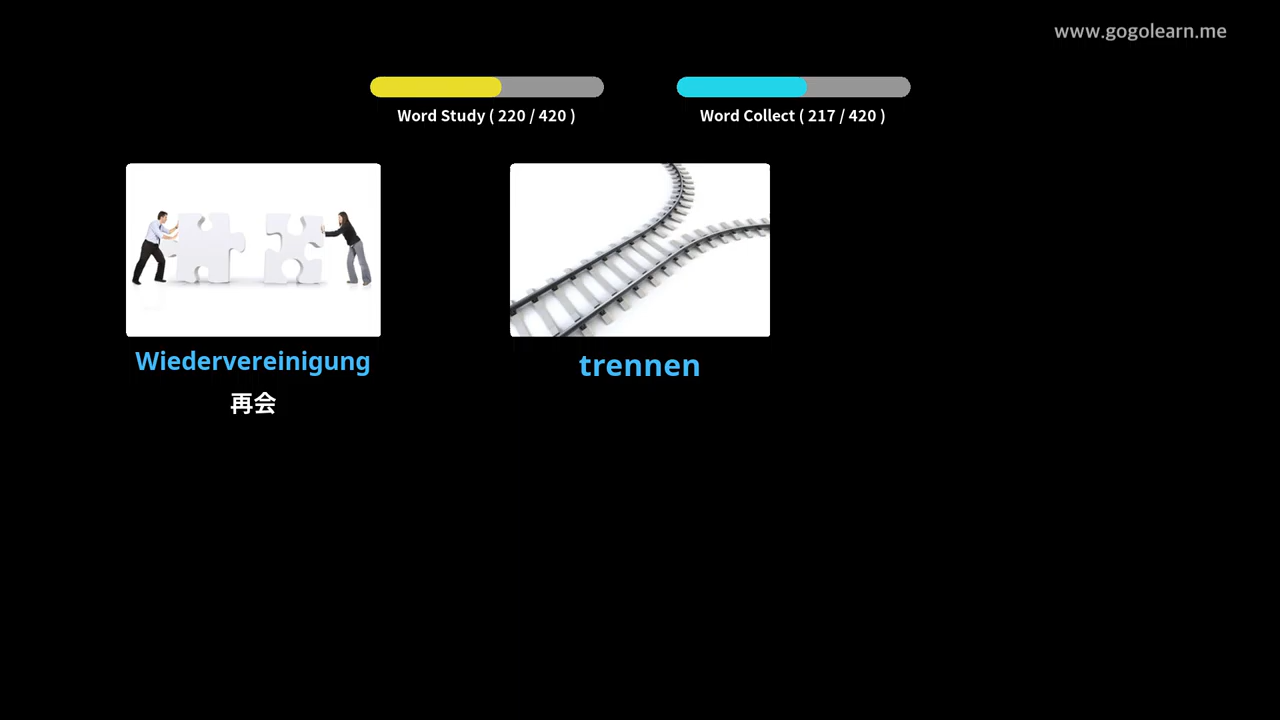 www.gogolearn.me
Word Study ( 220 / 420 )
Word Collect ( 217 / 420 )
Wiedervereinigung
trennen
再会